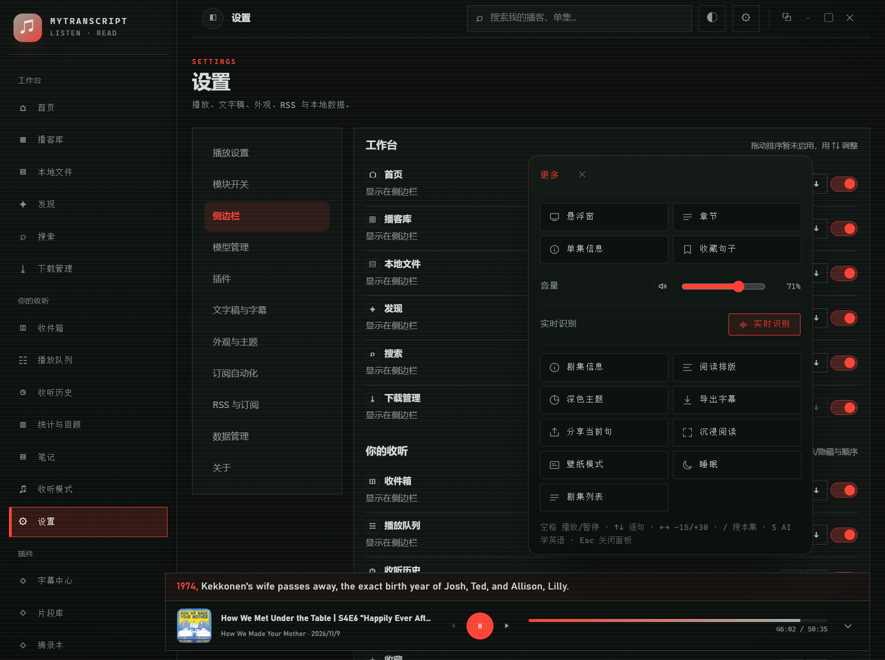 MYTRANSCRIPT
LISTEN · READ
工作台
首页
播客库
本地文件
发现
搜索
下载管理
你的收听
收件箱
播放队列
收听历史
统计与回顾
笔记
收听模式
设置
插件
字幕中心
片段库
摘录本
设置
搜索我的播客、单集…
SETTINGS
设置
播放、文字稿、外观、RSS 与本地数据。
播放设置
模块开关
侧边栏
模型管理
插件
文字稿与字幕
外观与主题
订阅自动化
RSS 与订阅
数据管理
关于
工作台
拖动排序暂未启用，用 ↑↓ 调整
首页
显示在侧边栏
播客库
显示在侧边栏
本地文件
显示在侧边栏
发现
显示在侧边栏
搜索
显示在侧边栏
下载管理
显示在侧边栏
你的收听
/隐藏与顺序
收件箱
显示在侧边栏
播放队列
显示在侧边栏
收听历史
更多
悬浮窗
章节
单集信息
收藏句子
音量
71%
实时识别
实时识别
剧集信息
阅读排版
深色主题
导出字幕
分享当前句
沉浸阅读
壁纸模式
睡眠
剧集列表
空格 播放/暂停 · ↑↓ 逐句 · ←→ -15/+30 · / 搜本集 · S AI
学英语 · Esc 关闭面板
1974, Kekkonen's wife passes away, the exact birth year of Josh, Ted, and Allison, Lilly.
How We Met Under the Table | S4E6 "Happily Ever Aft…
How We Made Your Mother · 2026/11/9
46:02 / 50:35
收藏